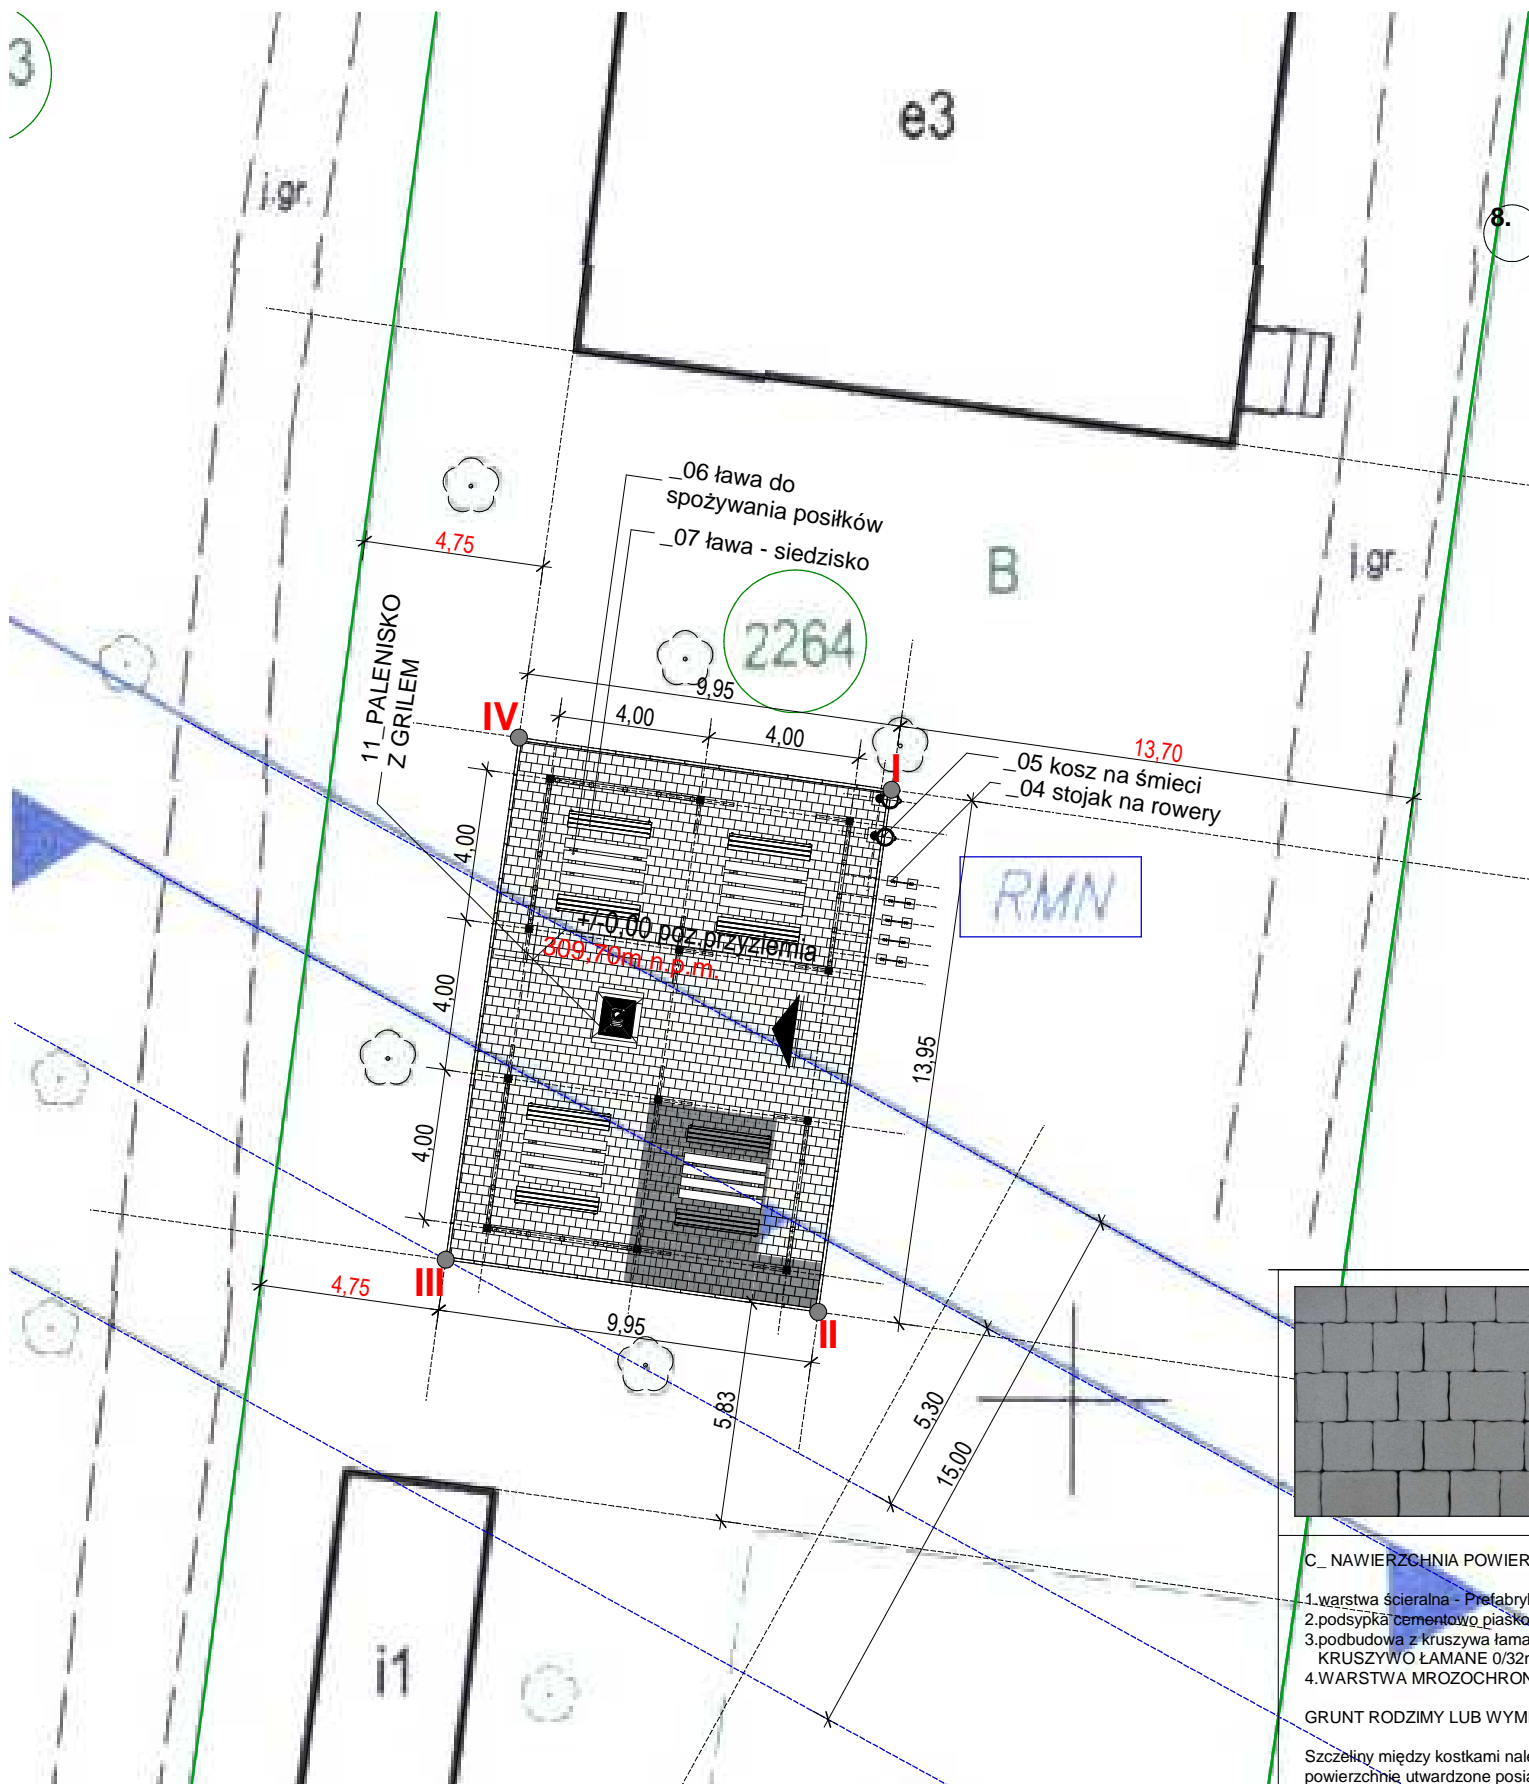 3
e3
j.gr.
8.
_06 ława do
spożywania posiłków
_07 ława - siedzisko
4,75
B
j.gr.
2264
11_PALENISKO
Z GRILEM
9,95
IV
4,00
4,00
13,70
I
_05 kosz na śmieci
_04 stojak na rowery
4,00
RMN
+/-0,00 poz.przyziemia
309,70m n.p.m.
4,00
13,95
4,00
III
4,75
9,95
II
5,83
5,30
15,00
i1
C_ NAWIERZCHNIA POWIER
1.warstwa ścieralna - Prefabryk
2.podsypka cementowo piasko
3.podbudowa z kruszywa łama
KRUSZYWO ŁAMANE 0/32
4.WARSTWA MROZOCHRON
GRUNT RODZIMY LUB WYM
Szczeliny między kostkami nal
powierzchnie utwardzone posi